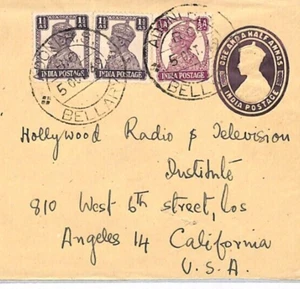 INDIA POSTAGE
INDIA POSTAGE
INDIA POSTAGE
ONE AND A HALF ANNAS
INDIA POSTAGE
BELLARY
BELLARY
Hollywood Radio & Television
Institute
810 West 6th street, Los
Angeles 14 California
U.S.A.